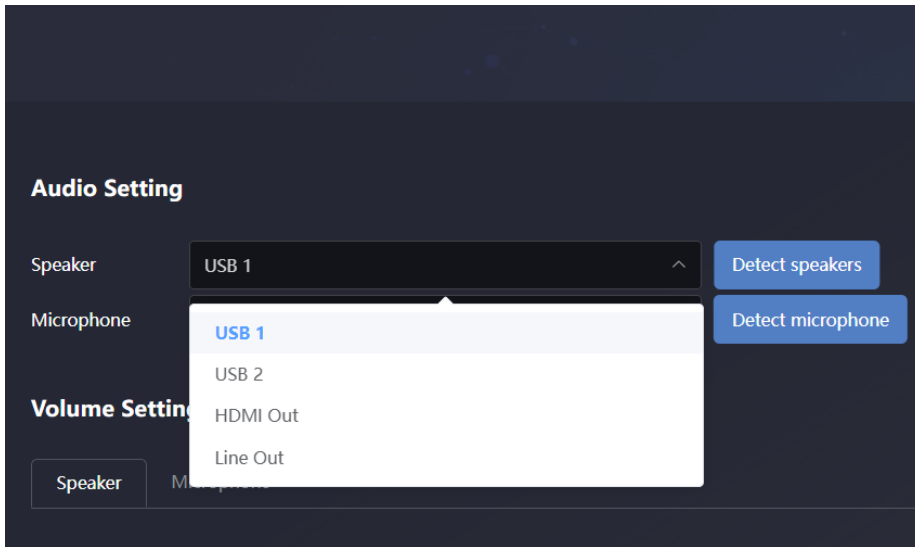 Audio Setting
Speaker
USB 1
Detect speakers
Microphone
Detect microphone
USB 1
USB 2
HDMI Out
Line Out
Volume
Speaker